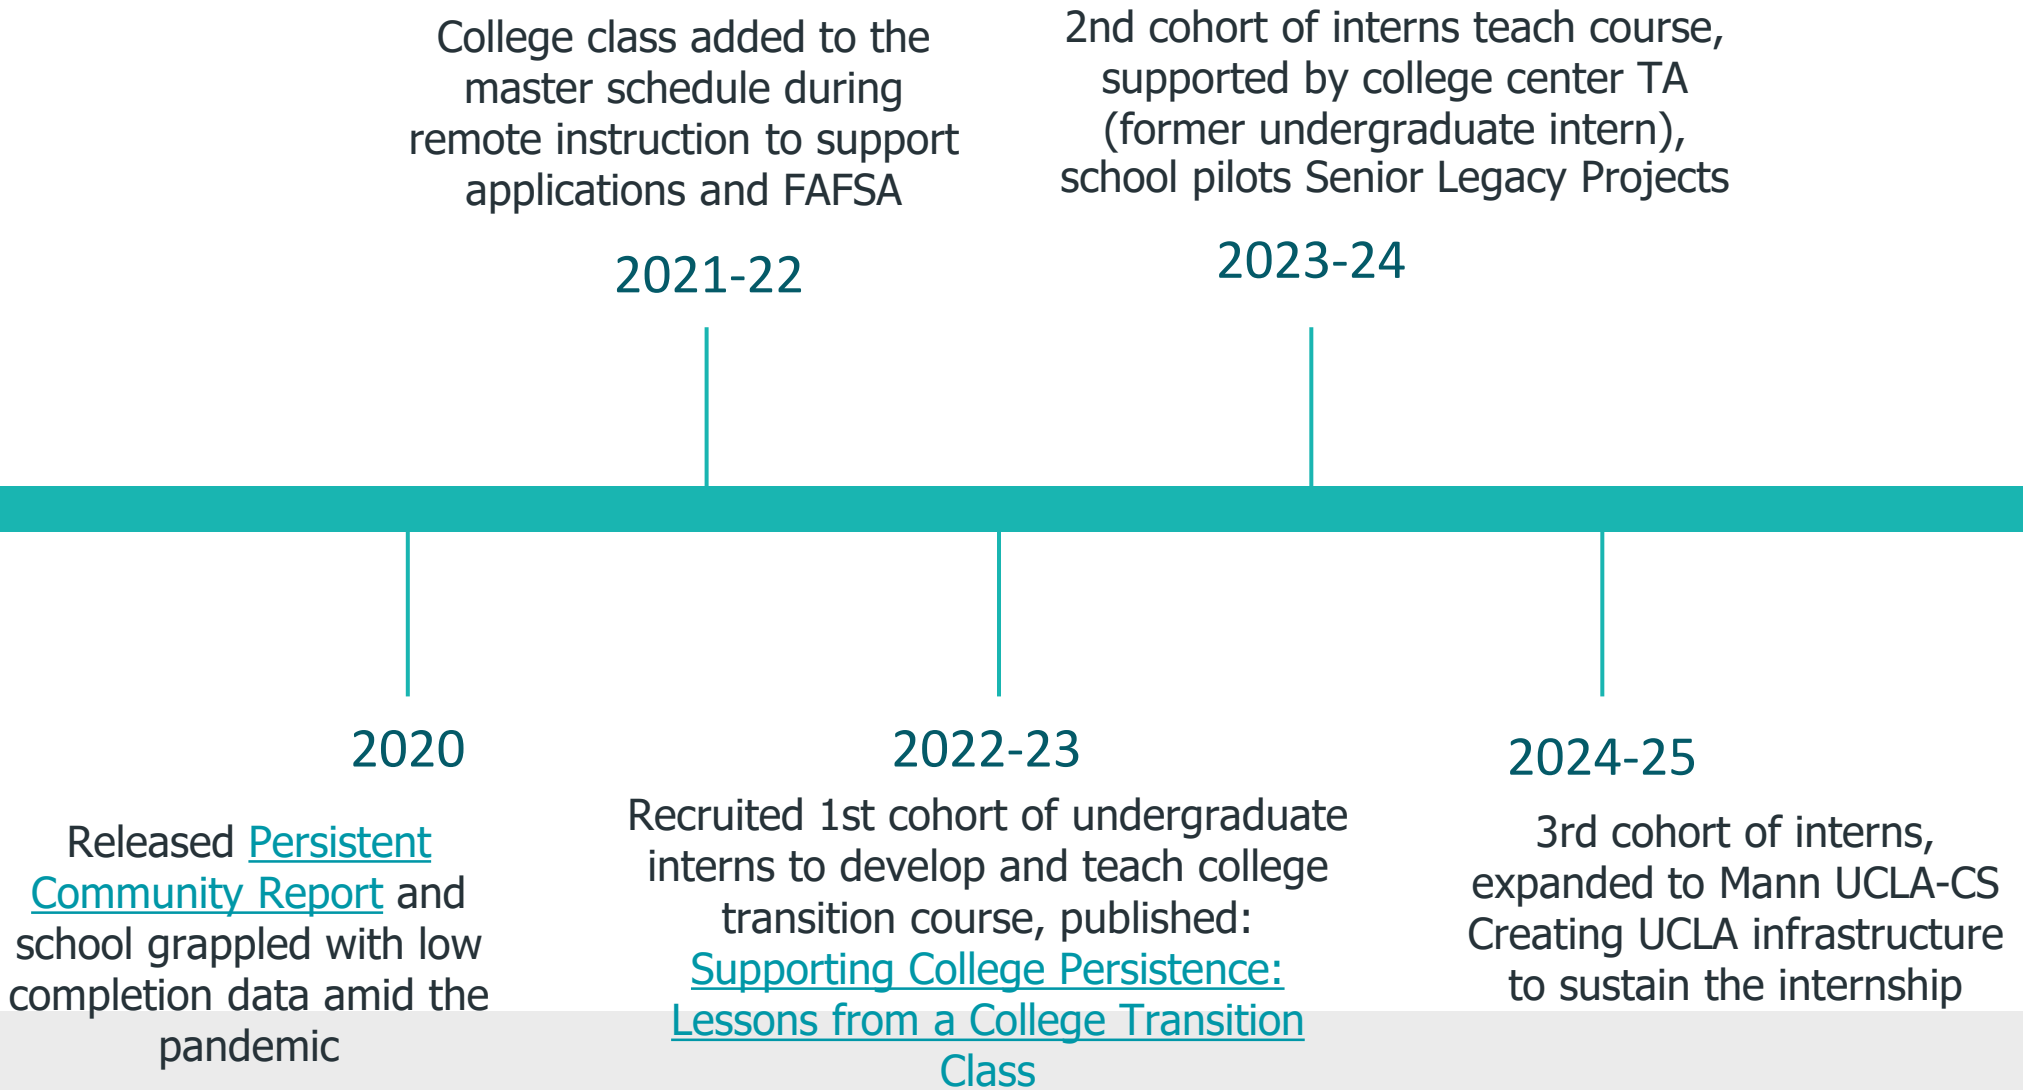 College class added to the
master schedule during
remote instruction to support
applications and FAFSA
2021-22
2nd cohort of interns teach course,
supported by college center TA
(former undergraduate intern),
school pilots Senior Legacy Projects
2023-24
2020
Released Persistent
Community Report and
school grappled with low
completion data amid the
pandemic
2022-23
Recruited 1st cohort of undergraduate
interns to develop and teach college
transition course, published:
Supporting College Persistence:
Lessons from a College Transition
Class
2024-25
3rd cohort of interns,
expanded to Mann UCLA-CS
Creating UCLA infrastructure
to sustain the internship